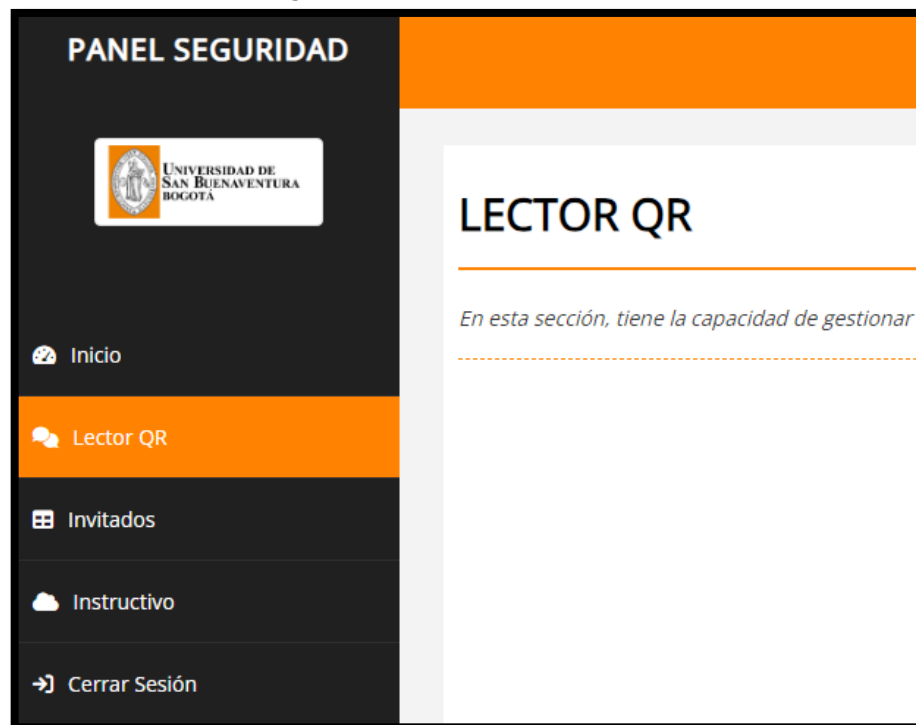 PANEL SEGURIDAD
UNIVERSIDAD DE
SAN BUENAVENTURA
BOGOTÁ
Inicio
Lector QR
Invitados
Instructivo
Cerrar Sesión
LECTOR QR
En esta sección, tiene la capacidad de gestionar